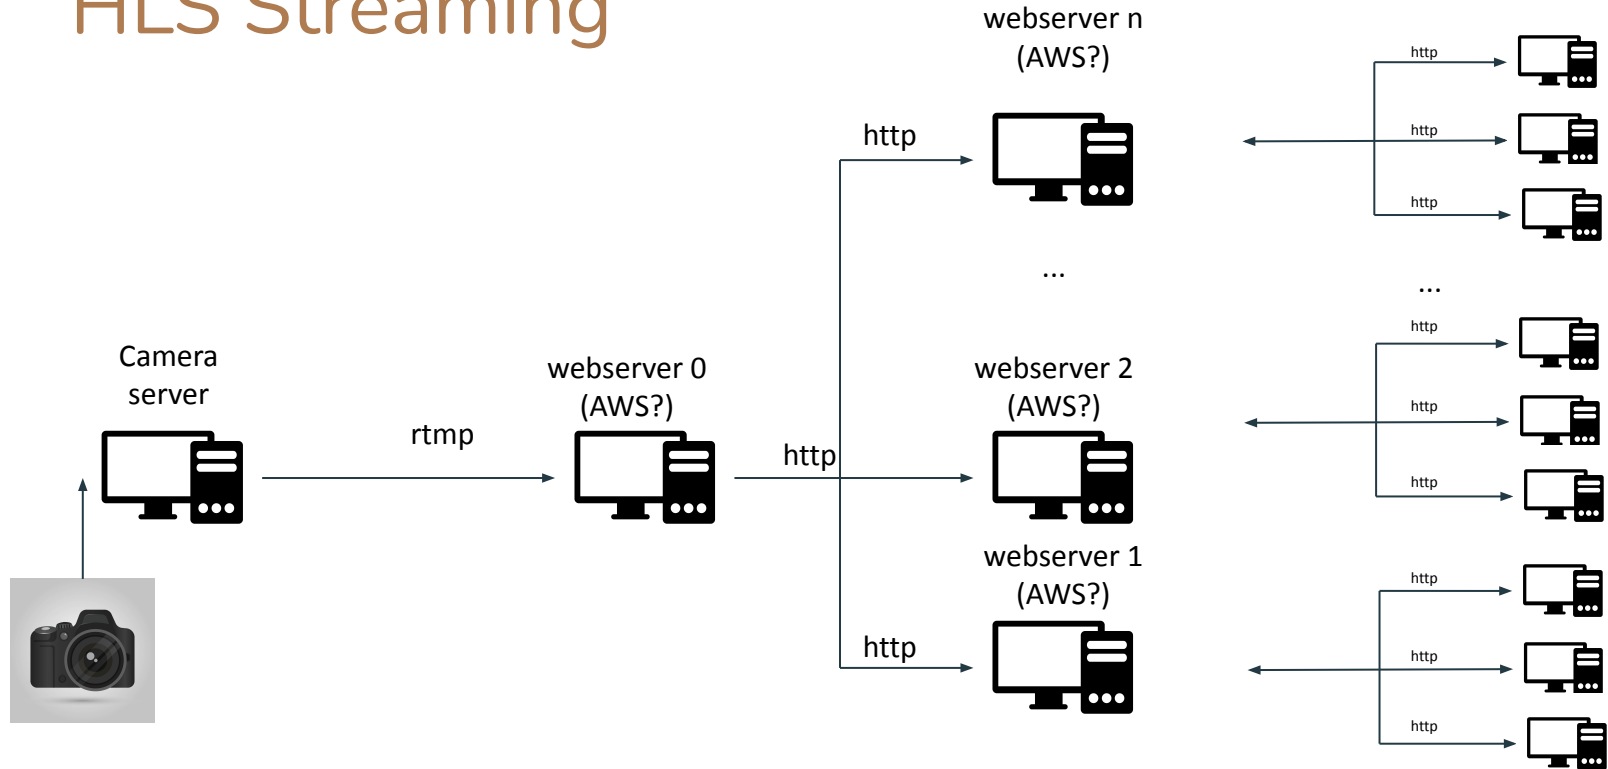 HLS Streaming
webserver n
(AWS?)
http
http
http
http
...
...
http
Camera
server
webserver 0
(AWS?)
webserver 2
(AWS?)
rtmp
http
http
http
webserver 1
(AWS?)
http
http
http
http